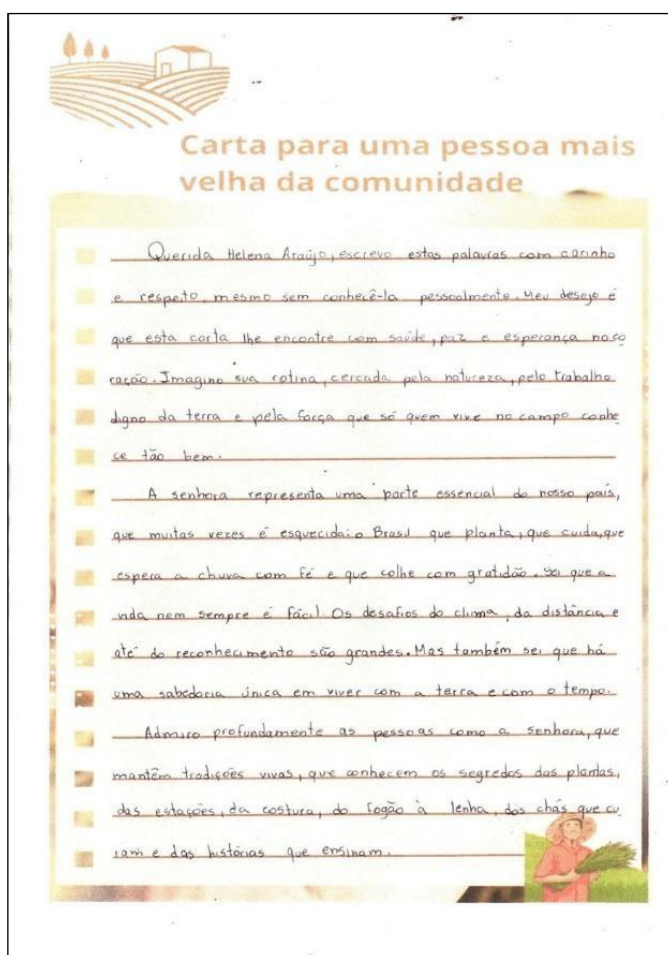 Carta para uma pessoa mais
velha da comunidade
Querida Helena Araújo, escrevo estas palavras com carinho
e respeito, mesmo sem conhecê-la pessoalmente. Meu desejo é
que esta carta lhe encontre com saúde, paz e esperança no co
ração. Imagino sua rotina, cercada pela natureza, pelo trabalho
digno da terra e pela força que só quem vive no campo conhe
ce tão bem.
A senhora representa uma parte essencial do nosso país,
que muitas vezes é esquecida: o Brasil que planta, que cuida, que
espera a chuva com fé e que colhe com gratidão. Sei que a
vida nem sempre é fácil. Os desafios do clima, da distância e
até do reconhecimento são grandes. Mas também sei que há
uma sabedoria única em viver com a terra e com o tempo.
Admiro profundamente as pessoas como a senhora, que
mantêm tradições vivas, que conhecem os segredos das plantas,
das estações, da costura, do fogão à lenha, dos chás que cu
ram e das histórias que ensinam.